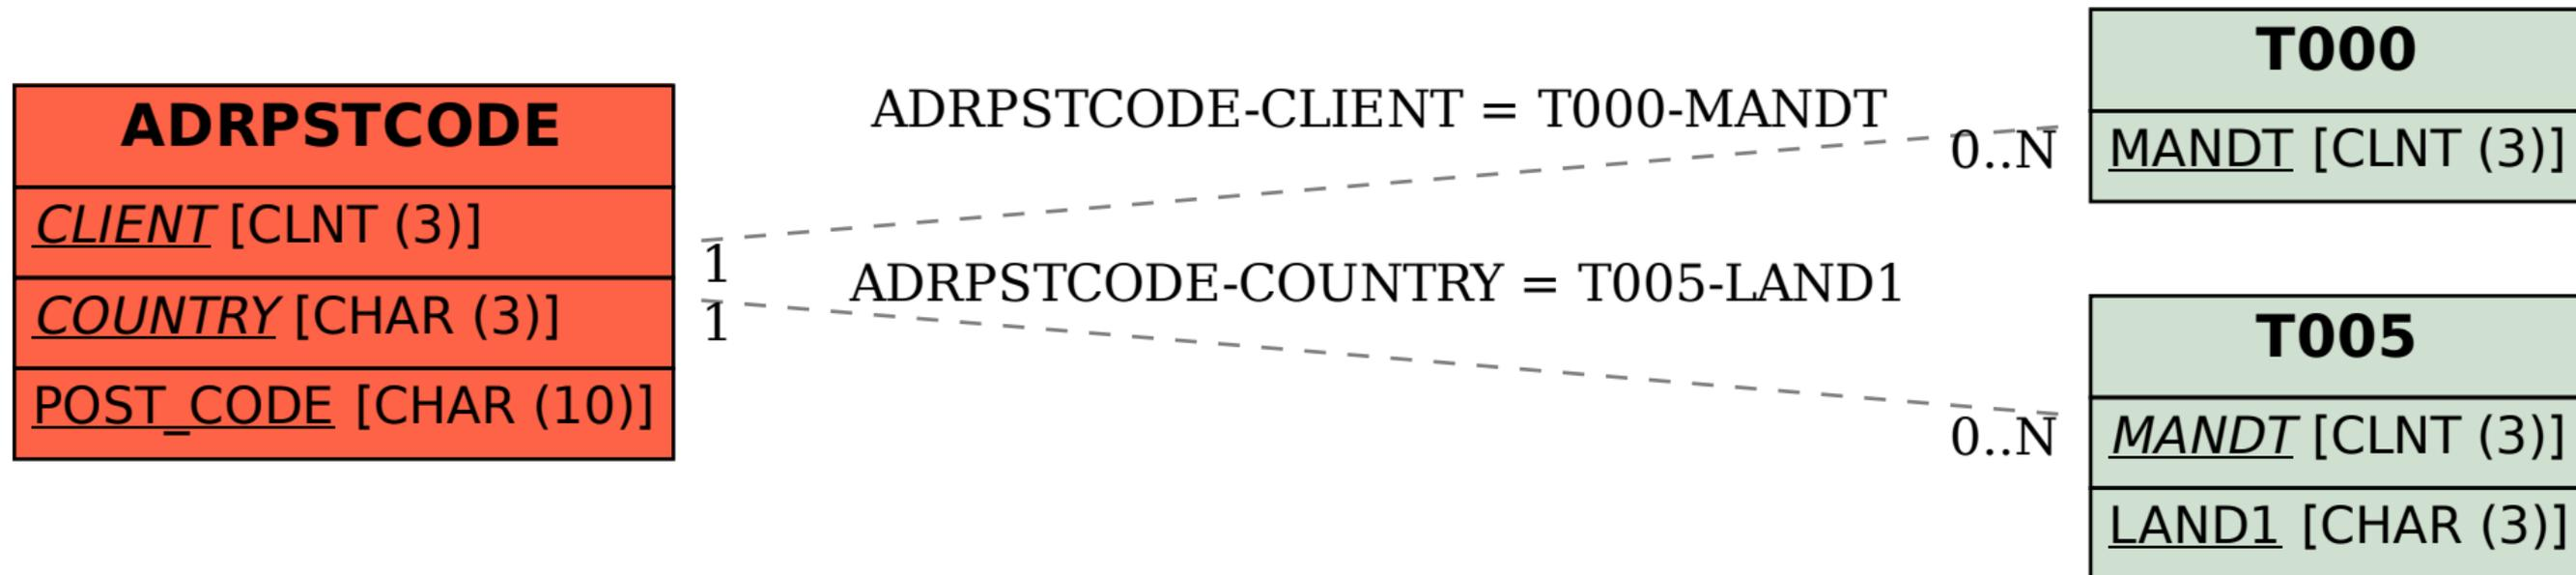 ADRPSTCODE
CLIENT [CLNT (3)]
COUNTRY [CHAR (3)]
POST_CODE [CHAR (10)]
ADRPSTCODE-CLIENT = T000-MANDT
0..N
1
ADRPSTCODE-COUNTRY = T005-LAND1
1
0..N
T000
MANDT [CLNT (3)]
T005
MANDT [CLNT (3)]
LAND1 [CHAR (3)]